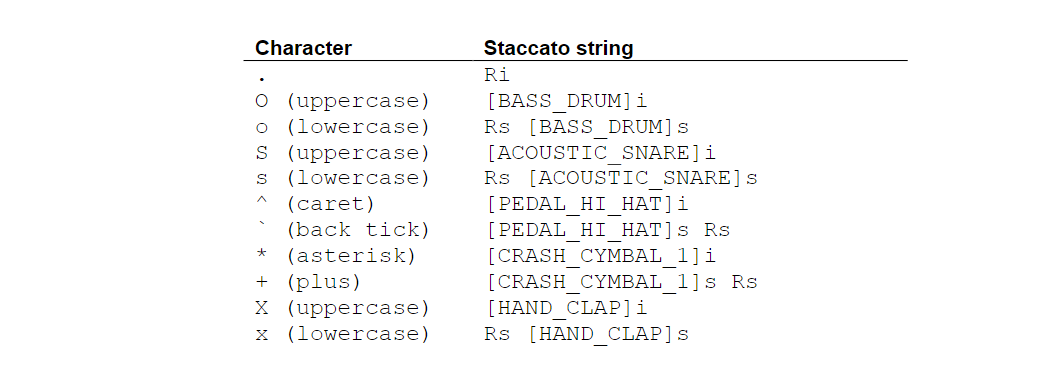 Character Staccato string
. Ri
O (uppercase) [BASS_DRUM]i
o (lowercase) Rs [BASS_DRUM]s
S (uppercase) [ACOUSTIC_SNARE]i
s (lowercase) Rs [ACOUSTIC_SNARE]s
^ (caret) [PEDAL_HI_HAT]i
` (back tick) [PEDAL_HI_HAT]s Rs
* (asterisk) [CRASH_CYMBAL_1]i
+ (plus) [CRASH_CYMBAL_1]s Rs
X (uppercase) [HAND_CLAP]i
x (lowercase) Rs [HAND_CLAP]s